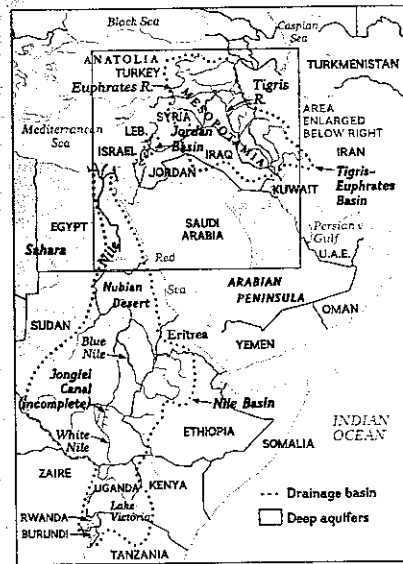 Black Sea
Caspian
Sea
ANATOLIA
TURKEY
TURKMENISTAN
Euphrates R.
Tigris
R.
MESOPOTAMIA
AREA
ENLARGED
BELOW RIGHT
Mediterranean
Sea
SYRIA
LEB.
Jordan
Basin
ISRAEL
IRAQ
IRAN
JORDAN
Tigris-
Euphrates
Basin
KUWAIT
EGYPT
Sahara
Nile
SAUDI
ARABIA
Persian
Gulf
U.A.E.
Red
Sea
Nubian
Desert
ARABIAN
PENINSULA
OMAN
SUDAN
YEMEN
Blue
Nile
Eritrea
Jonglei
Canal
(incomplete)
Nile Basin
White
Nile
ETHIOPIA
SOMALIA
INDIAN
OCEAN
ZAIRE
UGANDA
KENYA
Lake
Victoria
RWANDA
BURUNDI
TANZANIA
Drainage basin
Deep aquifers